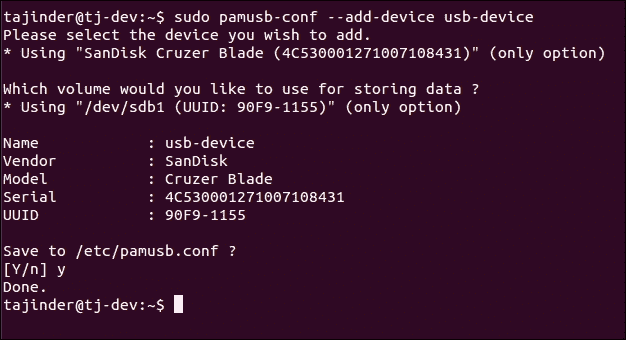 tajinder@tj-dev:~$ sudo pamusb-conf --add-device usb-device
Please select the device you wish to add.
* Using "SanDisk Cruzer Blade (4C530001271007108431)" (only option)
Which volume would you like to use for storing data ?
* Using "/dev/sdb1 (UUID: 90F9-1155)" (only option)
Name            : usb-device
Vendor          : SanDisk
Model           : Cruzer Blade
Serial          : 4C530001271007108431
UUID            : 90F9-1155
Save to /etc/pamusb.conf ?
[Y/n] y
Done.
tajinder@tj-dev:~$